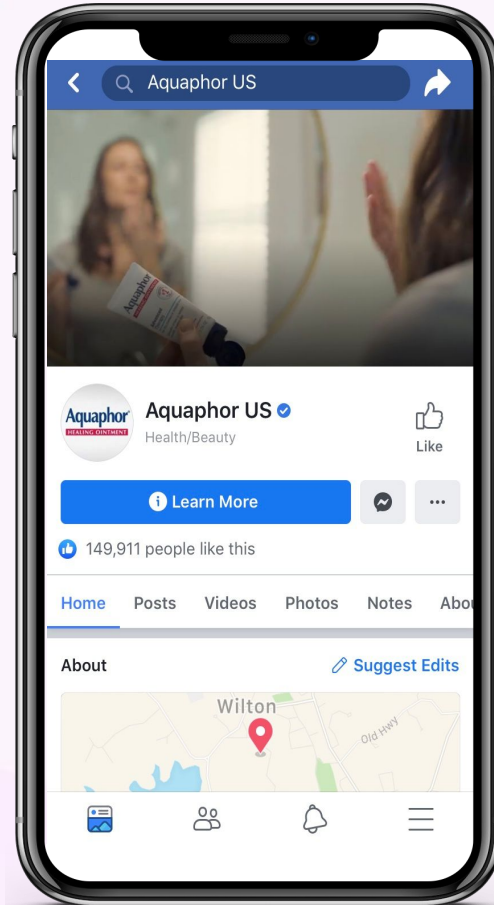 Aquaphor US
Aquaphor
Aquaphor US
Aquaphor
HEALING OINTMENT
Health/Beauty
Like
Learn More
149,911 people like this
Home Posts Videos Photos Notes Abou
About
Suggest Edits
Wilton
Old Hwy